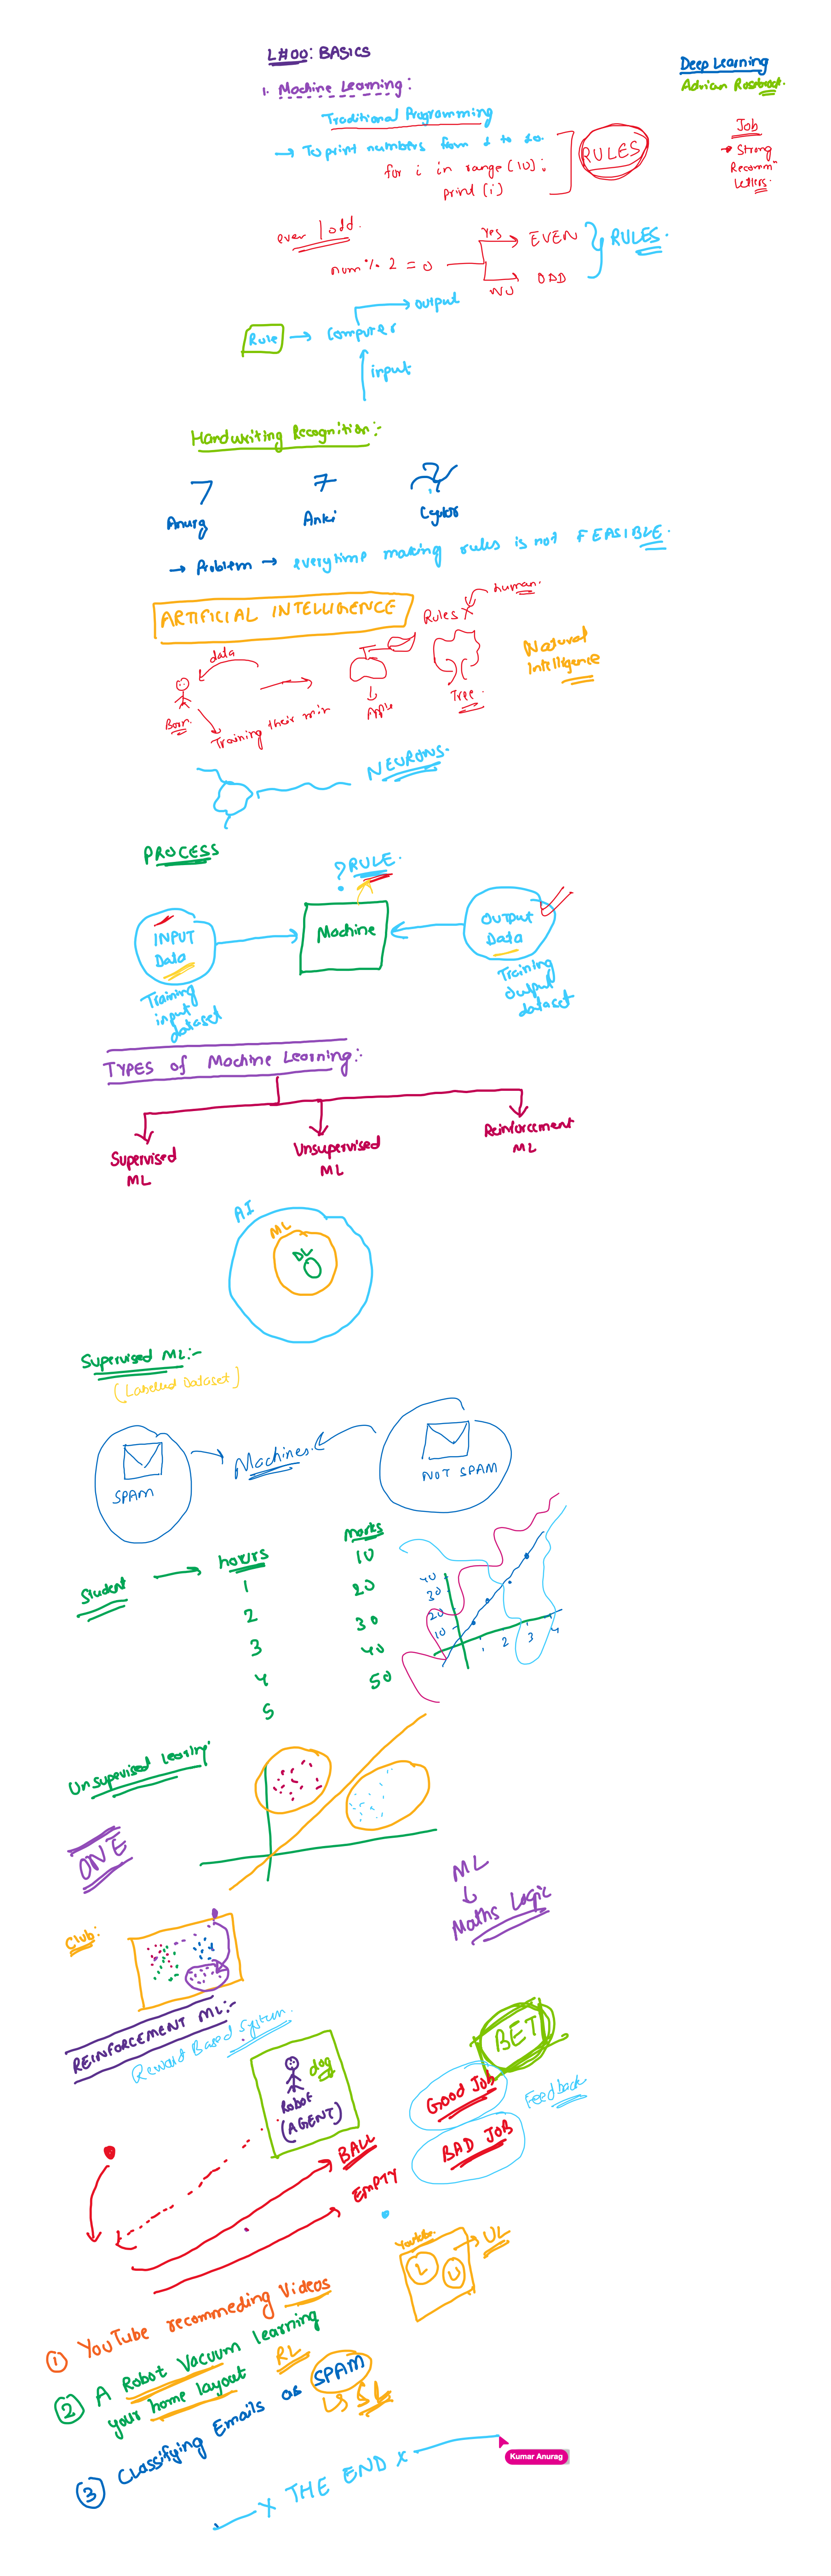 L#00: BASICS
Deep Learning
Adrian Rosebrock.
1. Machine Learning:
Traditional Programming
→ To print numbers from 1 to 10.
for i in range (10):
print (i)
RULES
Job
→ Strong
Recomm"
letters.
even | odd.
num % 2 = 0
Yes
EVEN
NO
ODD
RULES.
Rule → Computer
output
input
Handwriting Recognition:-
7 7
Anurg Anki
→ Problem → everytime making rules is not FEASIBLE.
ARTIFICIAL INTELLIGENCE
Rules
human.
data
Born.
Training their
Apple
Tree.
Natural
Intelligence
NEURONS.
PROCESS
? RULE.
INPUT
Data
Machine
OUTPUT
Data
Training
input
dataset
Training
output
dataset
TYPES of Machine Learning:-
Supervised
ML
Unsupervised
ML
Reinforcement
ML
AI
ML
DL
Supervised ML:-
(Labelled Dataset)
SPAM
Machines.
NOT SPAM
Student → hours marks
1 10
2 20
3 30
4 40
5 50
40
30
20
10
1 2 3 4
Unsupervised Learning
ONE
ML
↓
Maths Logic
Club:
REINFORCEMENT ML:-
Reward Based System.
BET
dog
Robot
(AGENT)
Good Job
BAD JOB
Feedback
BALL
EMPTY
Youtube
L U
→ UL
① YouTube recommeding Videos
② A Robot Vacuum learning
your home layout RL
③ Classifying Emails as SPAM
↳ SL
x THE END x
Kumar Anurag